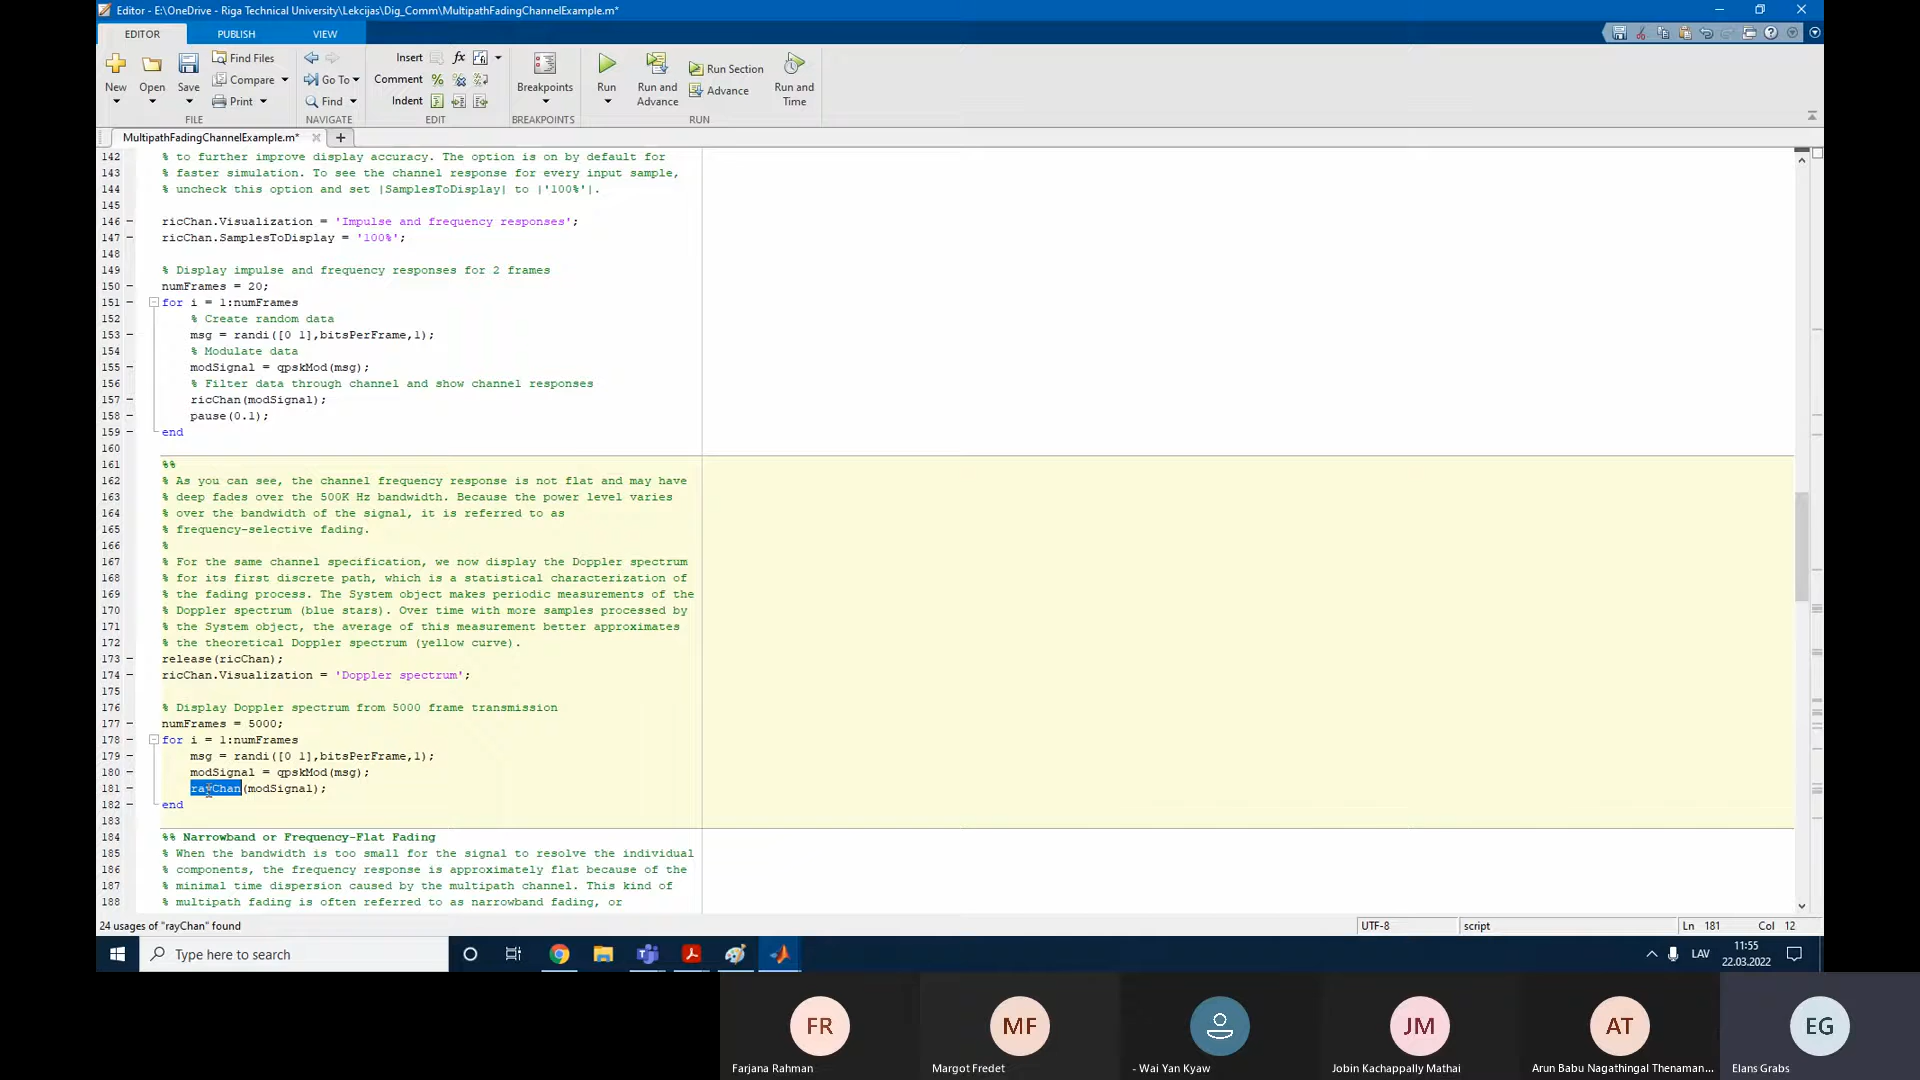 Editor - E:\OneDrive - Riga Technical University\Lekcijas\Dig_Comm\MultipathFadingChannelExample.m*
EDITOR PUBLISH VIEW
New Open Save Find Files Compare Print FILE
Go To Find NAVIGATE
Insert fx Comment Indent EDIT
Breakpoints BREAKPOINTS
Run Run and Advance Run Section Advance Run and Time RUN
MultipathFadingChannelExample.m*
142 % to further improve display accuracy. The option is on by default for
143 % faster simulation. To see the channel response for every input sample,
144 % uncheck this option and set |SamplesToDisplay| to |'100%'|.
145
146 ricChan.Visualization = 'Impulse and frequency responses';
147 ricChan.SamplesToDisplay = '100%';
148
149 % Display impulse and frequency responses for 2 frames
150 numFrames = 20;
151 for i = 1:numFrames
152 % Create random data
153 msg = randi([0 1],bitsPerFrame,1);
154 % Modulate data
155 modSignal = qpskMod(msg);
156 % Filter data through channel and show channel responses
157 ricChan(modSignal);
158 pause(0.1);
159 end
160
161 %%
162 % As you can see, the channel frequency response is not flat and may have
163 % deep fades over the 500K Hz bandwidth. Because the power level varies
164 % over the bandwidth of the signal, it is referred to as
165 % frequency-selective fading.
166 %
167 % For the same channel specification, we now display the Doppler spectrum
168 % for its first discrete path, which is a statistical characterization of
169 % the fading process. The System object makes periodic measurements of the
170 % Doppler spectrum (blue stars). Over time with more samples processed by
171 % the System object, the average of this measurement better approximates
172 % the theoretical Doppler spectrum (yellow curve).
173 release(ricChan);
174 ricChan.Visualization = 'Doppler spectrum';
175
176 % Display Doppler spectrum from 5000 frame transmission
177 numFrames = 5000;
178 for i = 1:numFrames
179 msg = randi([0 1],bitsPerFrame,1);
180 modSignal = qpskMod(msg);
181 rayChan(modSignal);
182 end
183
184 %% Narrowband or Frequency-Flat Fading
185 % When the bandwidth is too small for the signal to resolve the individual
186 % components, the frequency response is approximately flat because of the
187 % minimal time dispersion caused by the multipath channel. This kind of
188 % multipath fading is often referred to as narrowband fading, or
24 usages of "rayChan" found UTF-8 script Ln 181 Col 12
Type here to search LAV 11:55
22.03.2022
FR MF JM AT EG
Farjana Rahman Margot Fredet - Wai Yan Kyaw Jobin Kachappally Mathai Arun Babu Nagathingal Thenaman... Elans Grabs